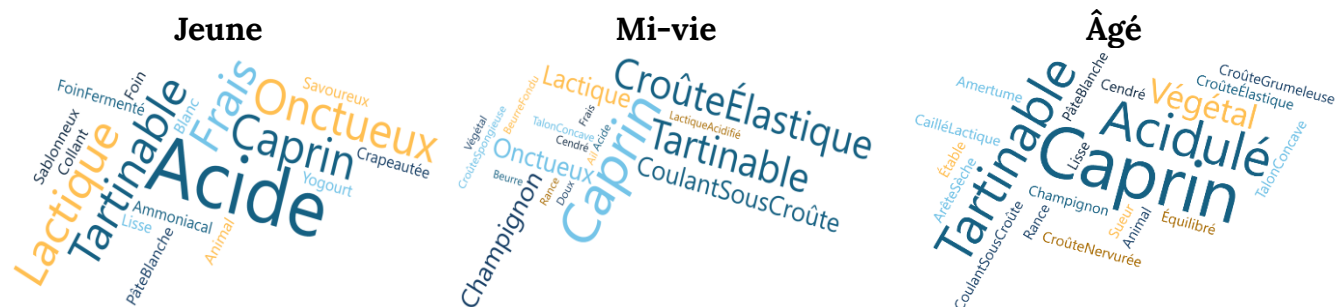 Jeune
Mi-vie
Âgé
Savoureux
Foin
FoinFermenté
Frais
Onctueux
Blanc
Sablonneux
Collant
Tartinable
Caprin
Crapeautée
Lactique
Acide
Yogourt
Ammoniacal
Lisse
Animal
PâteBlanche
Lactique
CroûteÉlastique
BeurreFondu
Frais
LactiqueAcidifié
Végétal
CroûteSpongieuse
TalonConcave
Acide
Cendré
Ail
Caprin
Tartinable
Onctueux
CoulantSousCroûte
Beurre
Rance
Doux
Champignon
PâteBlanche
CroûteGrumeleuse
CroûteÉlastique
Amertume
Cendré
Végétal
Tartinable
CailléLactique
Acidulé
TalonConcave
Étable
Lisse
Caprin
ArêteSèche
Champignon
Équilibré
Sueur
Animal
Rance
CoulantSousCroûte
CroûteNervurée